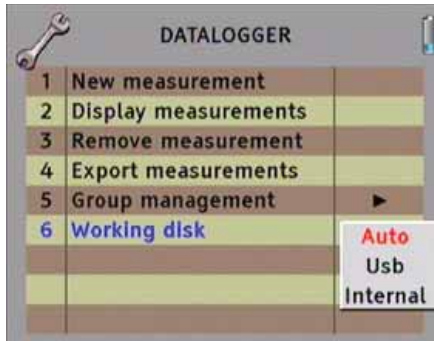 DATALOGGER
1 New measurement
2 Display measurements
3 Remove measurement
4 Export measurements
5 Group management ►
6 Working disk
Auto
Usb
Internal